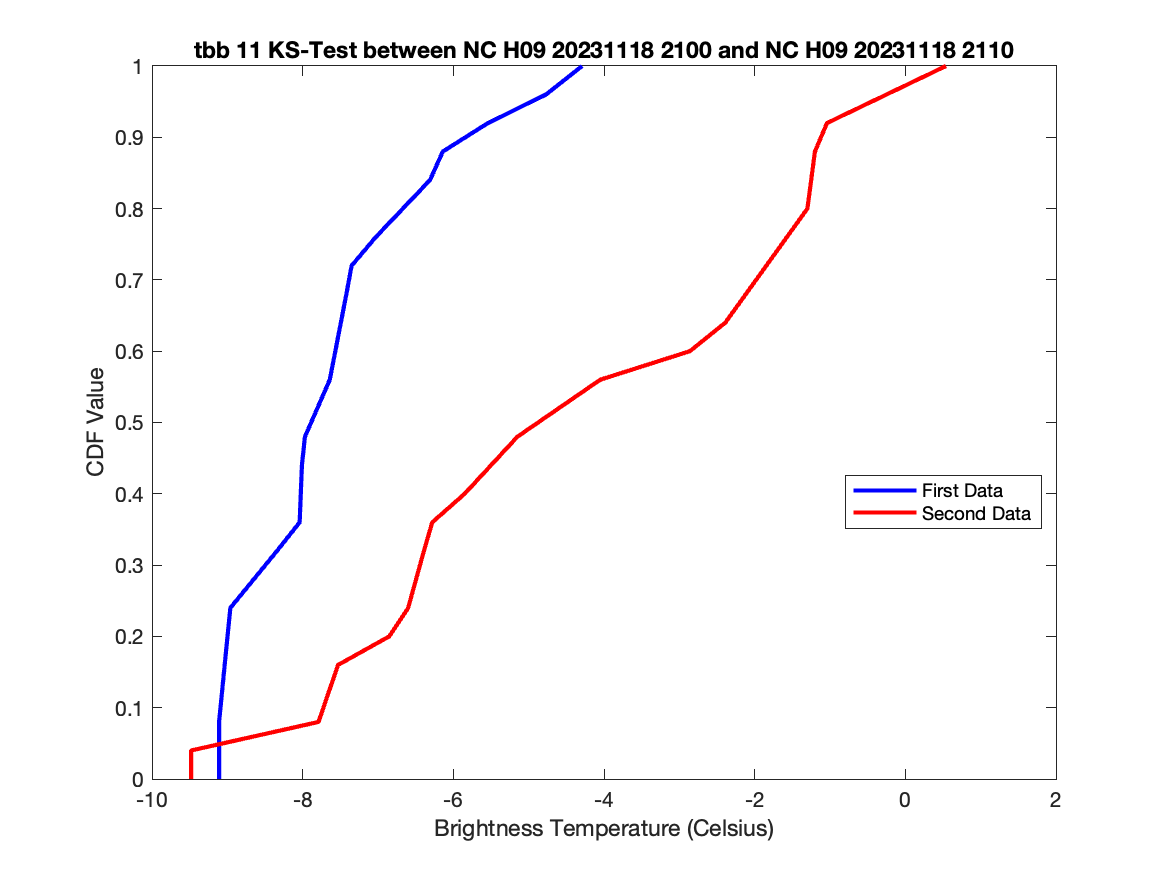 tbb 11 KS-Test between NC H09 20231118 2100 and NC H09 20231118 2110
1
0.9
0.8
0.7
0.6
0.5
0.4
0.3
0.2
0.1
0
CDF Value
First Data
Second Data
-10 -8 -6 -4 -2 0 2
Brightness Temperature (Celsius)